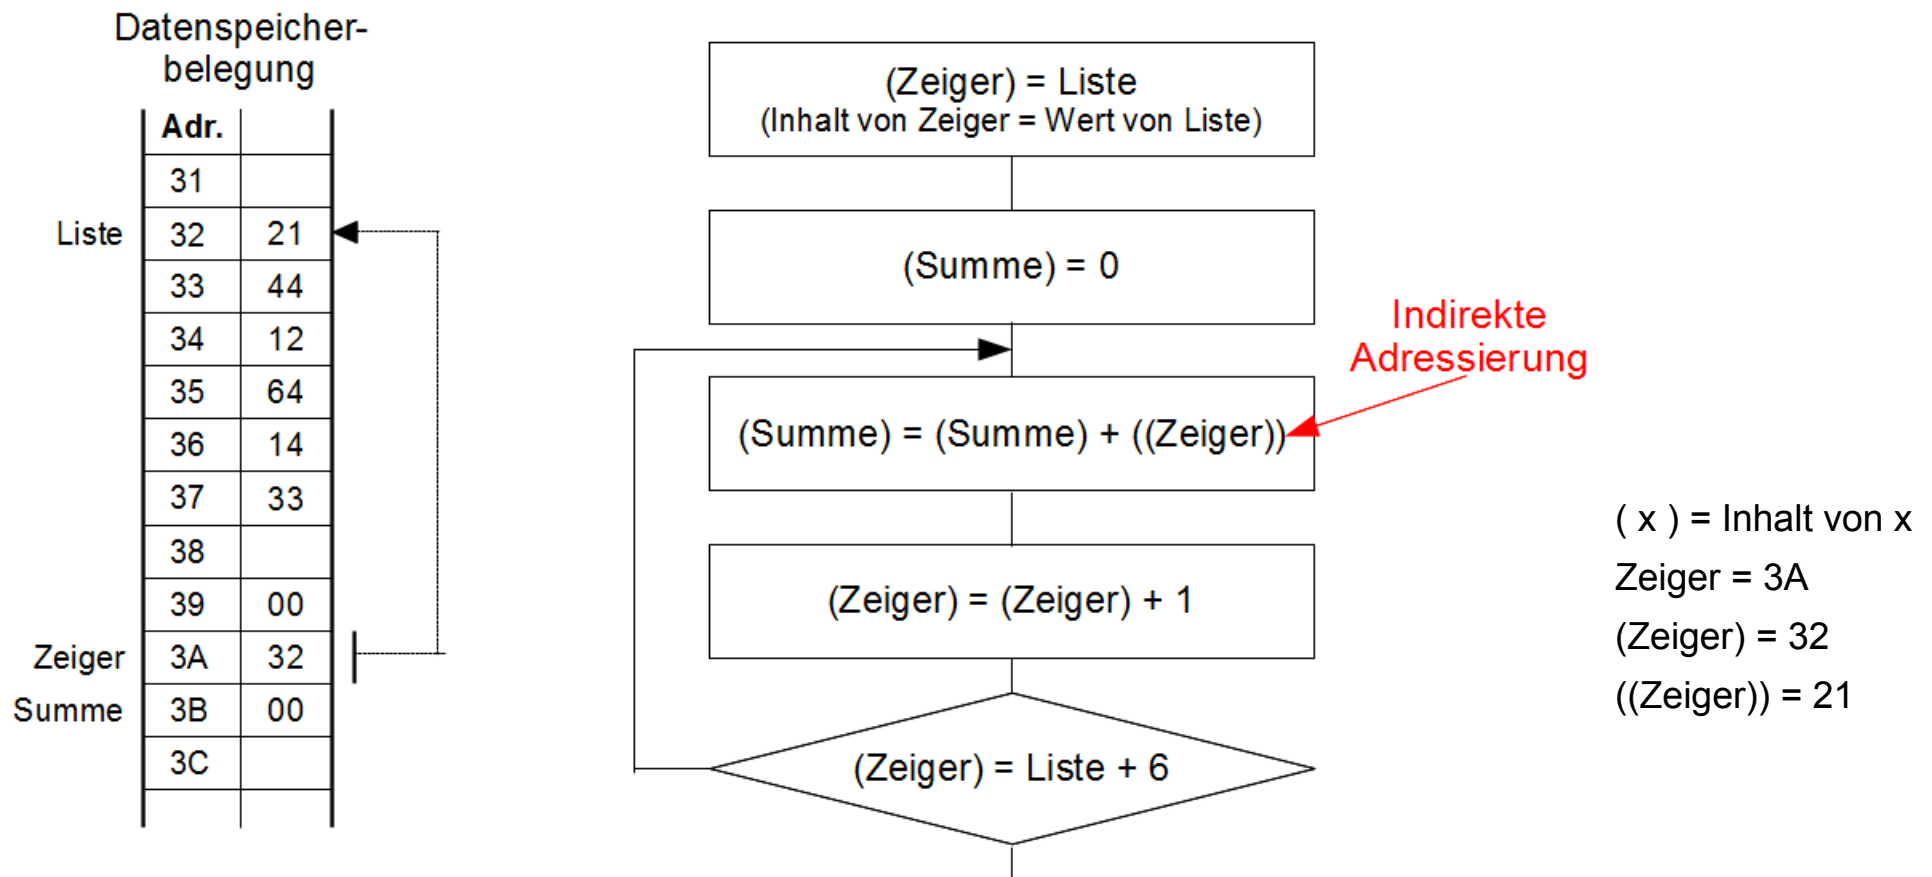 Datenspeicher-
belegung
Adr.
31
Liste 32 21
33 44
34 12
35 64
36 14
37 33
38
39 00
Zeiger 3A 32
Summe 3B 00
3C
(Zeiger) = Liste
(Inhalt von Zeiger = Wert von Liste)
(Summe) = 0
Indirekte
Adressierung
(Summe) = (Summe) + ((Zeiger))
(Zeiger) = (Zeiger) + 1
(Zeiger) = Liste + 6
( x ) = Inhalt von x
Zeiger = 3A
(Zeiger) = 32
((Zeiger)) = 21